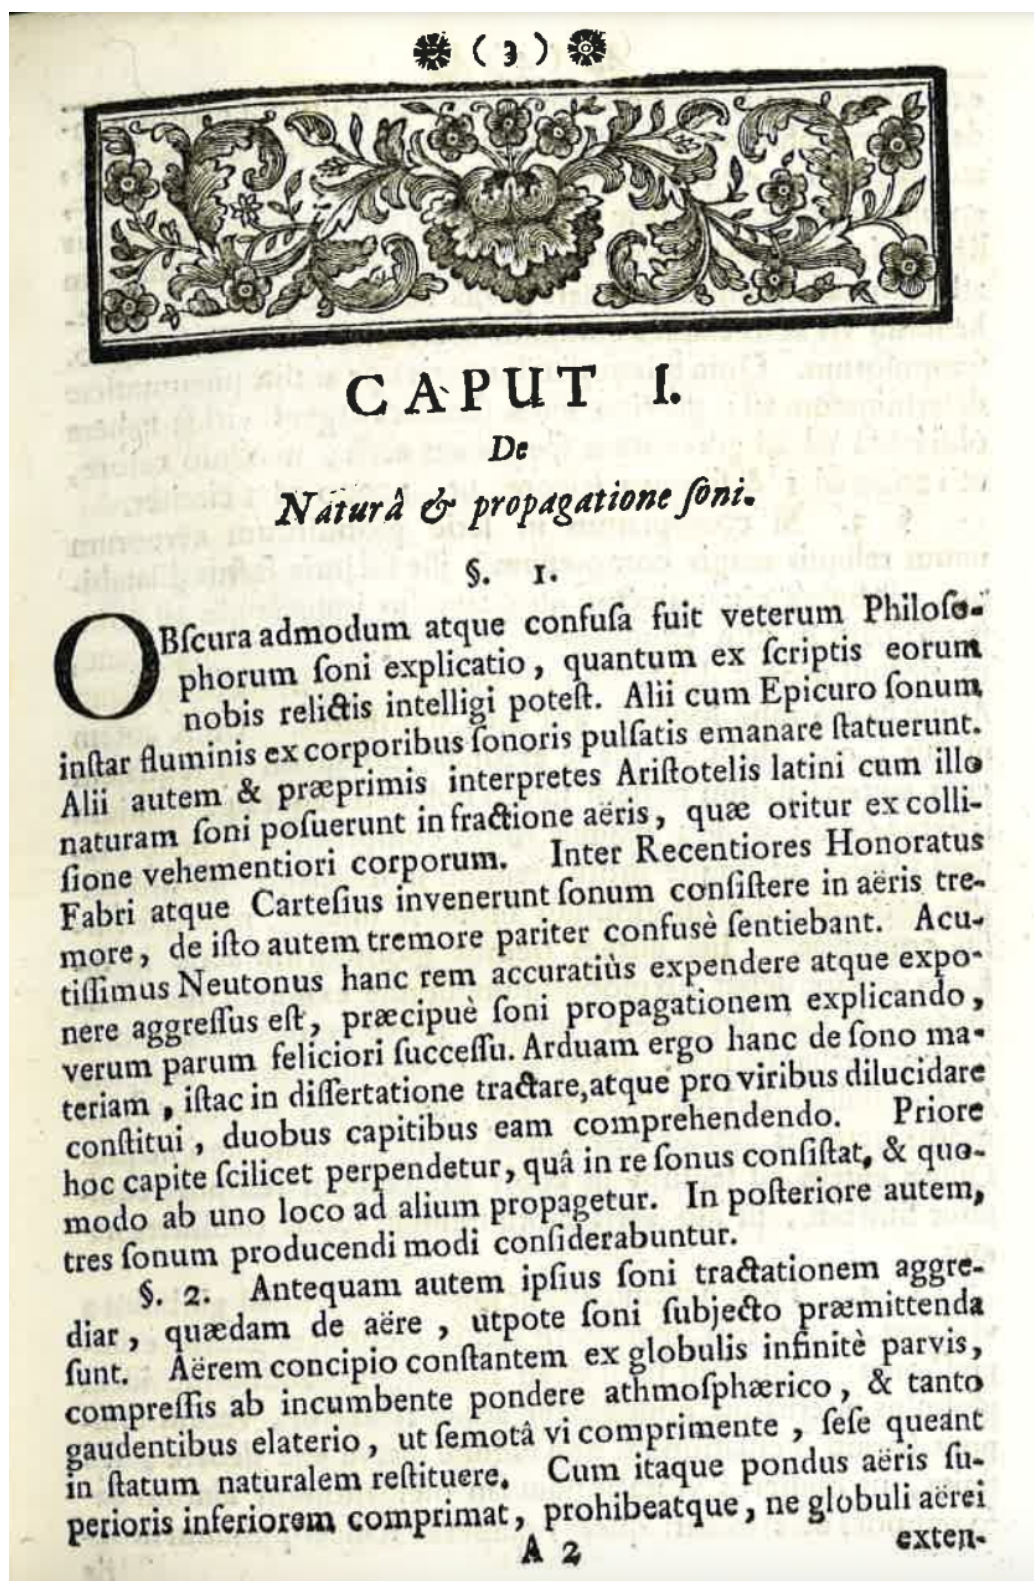 ( 3 )
CAPUT I.
De
Naturâ & propagatione ſoni.
§. 1.
OBſcura admodum atque confuſa fuit veterum Philoſo-
phorum ſoni explicatio, quantum ex ſcriptis eorum
nobis relictis intelligi poteſt. Alii cum Epicuro ſonum
inſtar fluminis ex corporibus ſonoris pulſatis emanare ſtatuerunt.
Alii autem & præprimis interpretes Ariſtotelis latini cum illo
naturam ſoni poſuerunt in fractione aëris, quæ oritur ex colli-
ſione vehementiori corporum. Inter Recentiores Honoratus
Fabri atque Carteſius invenerunt ſonum conſiſtere in aëris tre-
more, de iſto autem tremore pariter confusè ſentiebant. Acu-
tiſſimus Neutonus hanc rem accuratiùs expendere atque expo-
nere aggreſſus eſt, præcipuè ſoni propagationem explicando,
verum parum feliciori ſucceſſu. Arduam ergo hanc de ſono ma-
teriam, iſtac in diſſertatione tractare, atque pro viribus dilucidare
conſtitui, duobus capitibus eam comprehendendo. Priore
hoc capite ſcilicet perpendetur, quâ in re ſonus conſiſtat, & quo-
modo ab uno loco ad alium propagetur. In poſteriore autem,
tres ſonum producendi modi conſiderabuntur.
§. 2. Antequam autem ipſius ſoni tractationem aggre-
diar, quædam de aëre, utpote ſoni ſubjecto præmittenda
ſunt. Aërem concipio conſtantem ex globulis infinitè parvis,
compreſſis ab incumbente pondere athmoſphærico, & tanto
gaudentibus elaterio, ut ſemotâ vi comprimente, ſeſe queant
in ſtatum naturalem reſtituere. Cum itaque pondus aëris ſu-
perioris inferiorem comprimat, prohibeatque, ne globuli aërei
A 2 exten-